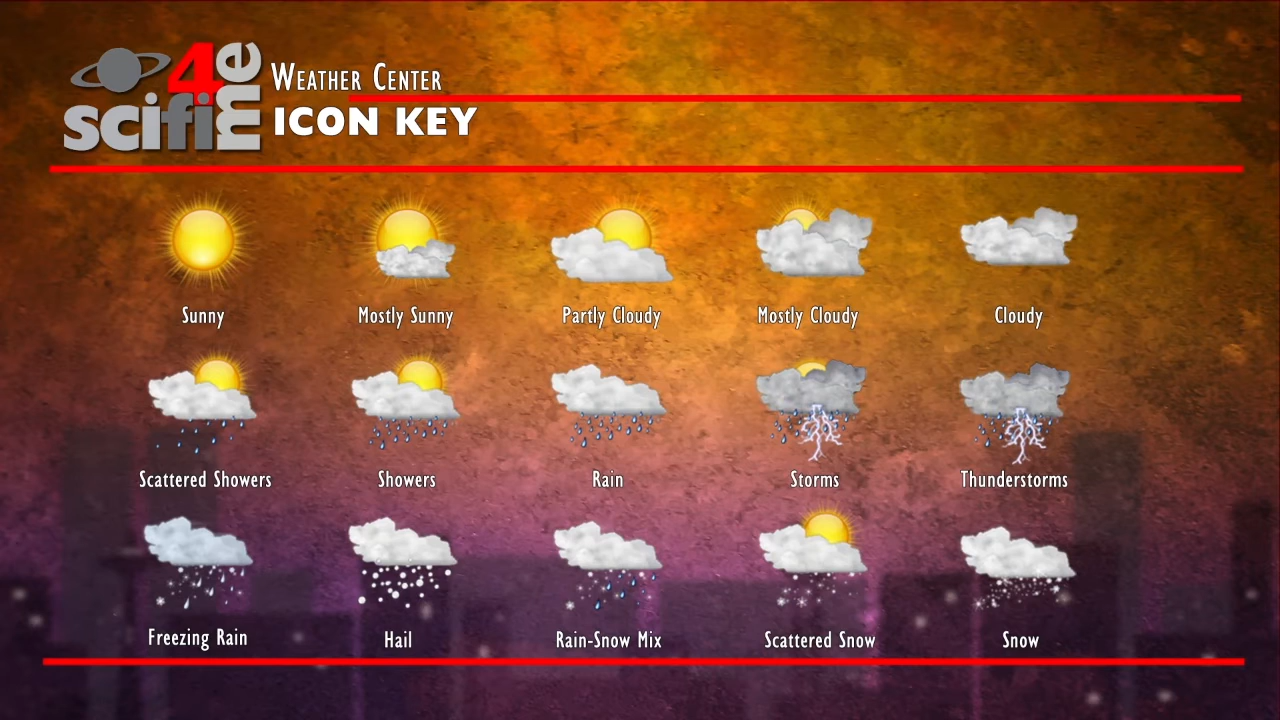 scifi4me
Weather Center
ICON KEY
Sunny
Mostly Sunny
Partly Cloudy
Mostly Cloudy
Cloudy
Scattered Showers
Showers
Rain
Storms
Thunderstorms
Freezing Rain
Hail
Rain-Snow Mix
Scattered Snow
Snow